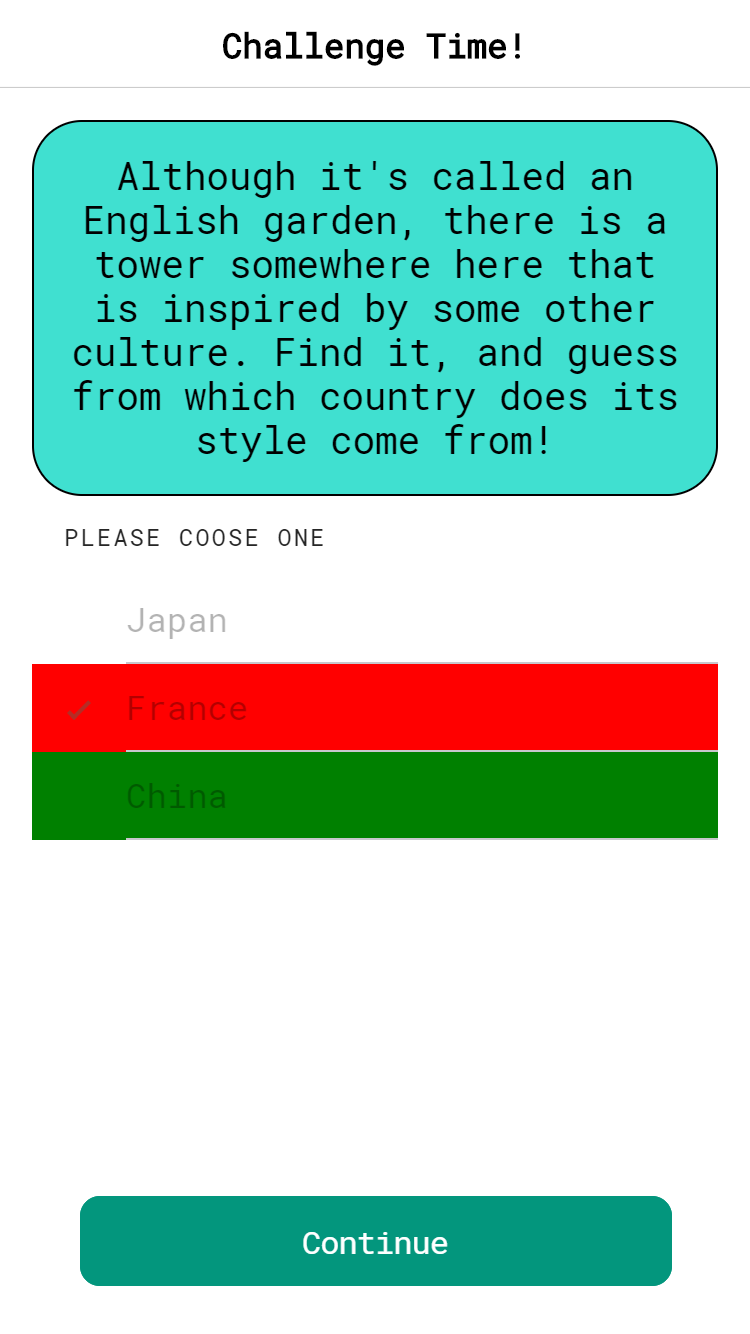 Challenge Time!
Although it's called an
English garden, there is a
tower somewhere here that
is inspired by some other
culture. Find it, and guess
from which country does its
style come from!
PLEASE COOSE ONE
Japan
France
China
Continue